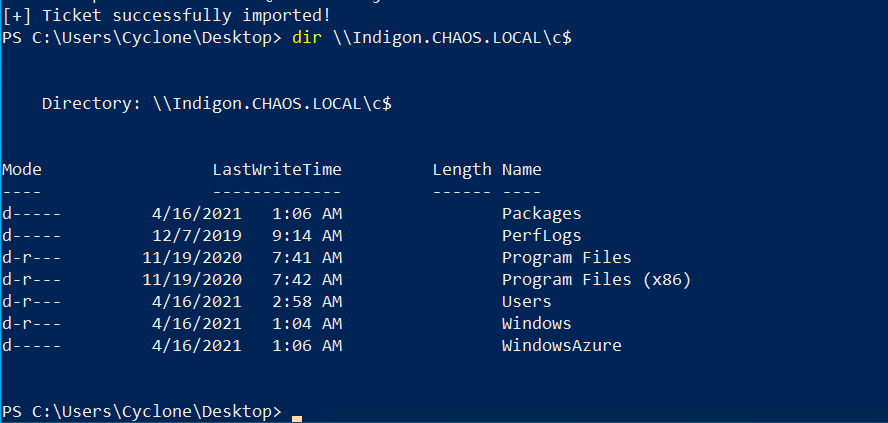 [+] Ticket successfully imported!
PS C:\Users\Cyclone\Desktop> dir \\Indigon.CHAOS.LOCAL\c$
Directory: \\Indigon.CHAOS.LOCAL\c$
Mode LastWriteTime Length Name
---- ------------- ------ ----
d----- 4/16/2021 1:06 AM Packages
d----- 12/7/2019 9:14 AM PerfLogs
d-r--- 11/19/2020 7:41 AM Program Files
d-r--- 11/19/2020 7:42 AM Program Files (x86)
d-r--- 4/16/2021 2:58 AM Users
d-r--- 4/16/2021 1:04 AM Windows
d----- 4/16/2021 1:06 AM WindowsAzure
PS C:\Users\Cyclone\Desktop>